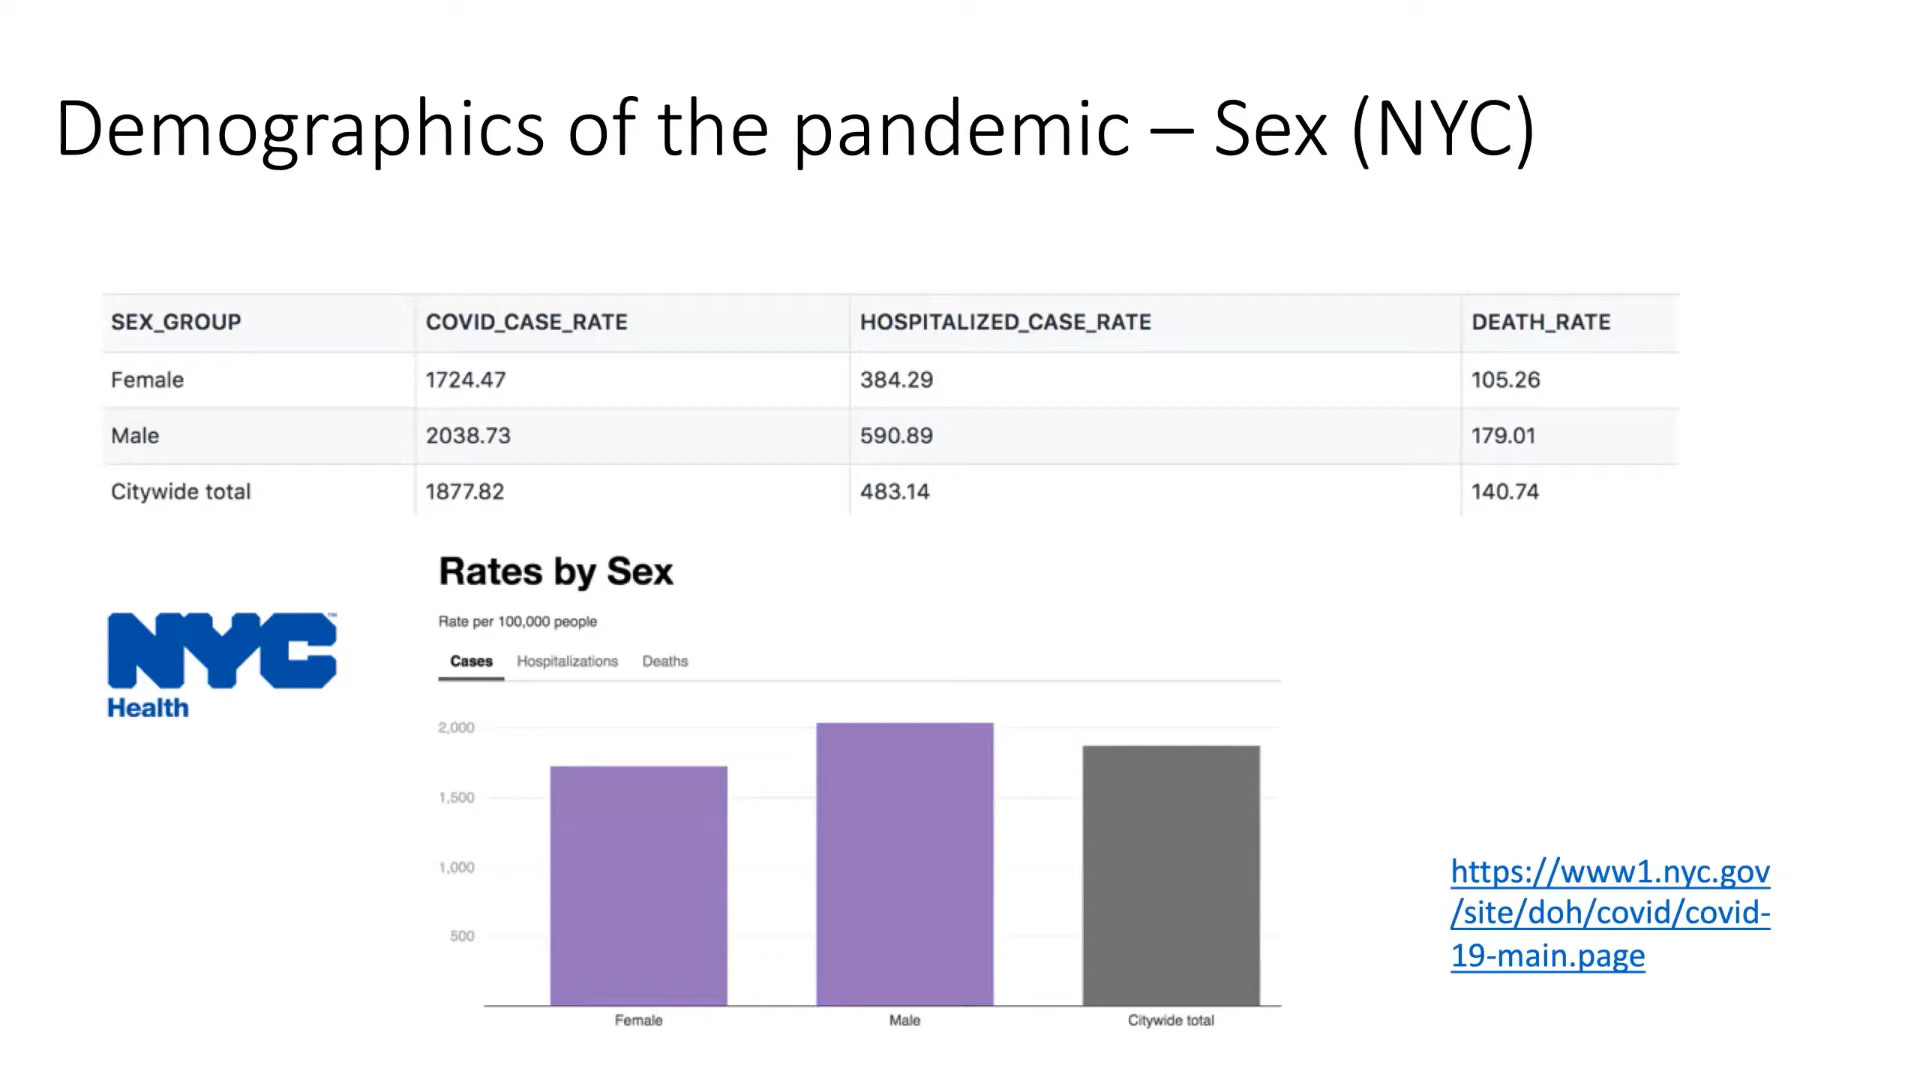 Demographics of the pandemic – Sex (NYC)
SEX_GROUP COVID_CASE_RATE HOSPITALIZED_CASE_RATE DEATH_RATE
Female 1724.47 384.29 105.26
Male 2038.73 590.89 179.01
Citywide total 1877.82 483.14 140.74
NYC™
Health
Rates by Sex
Rate per 100,000 people
Cases Hospitalizations Deaths
2,000
1,500
1,000
500
Female Male Citywide total
https://www1.nyc.gov
/site/doh/covid/covid-
19-main.page